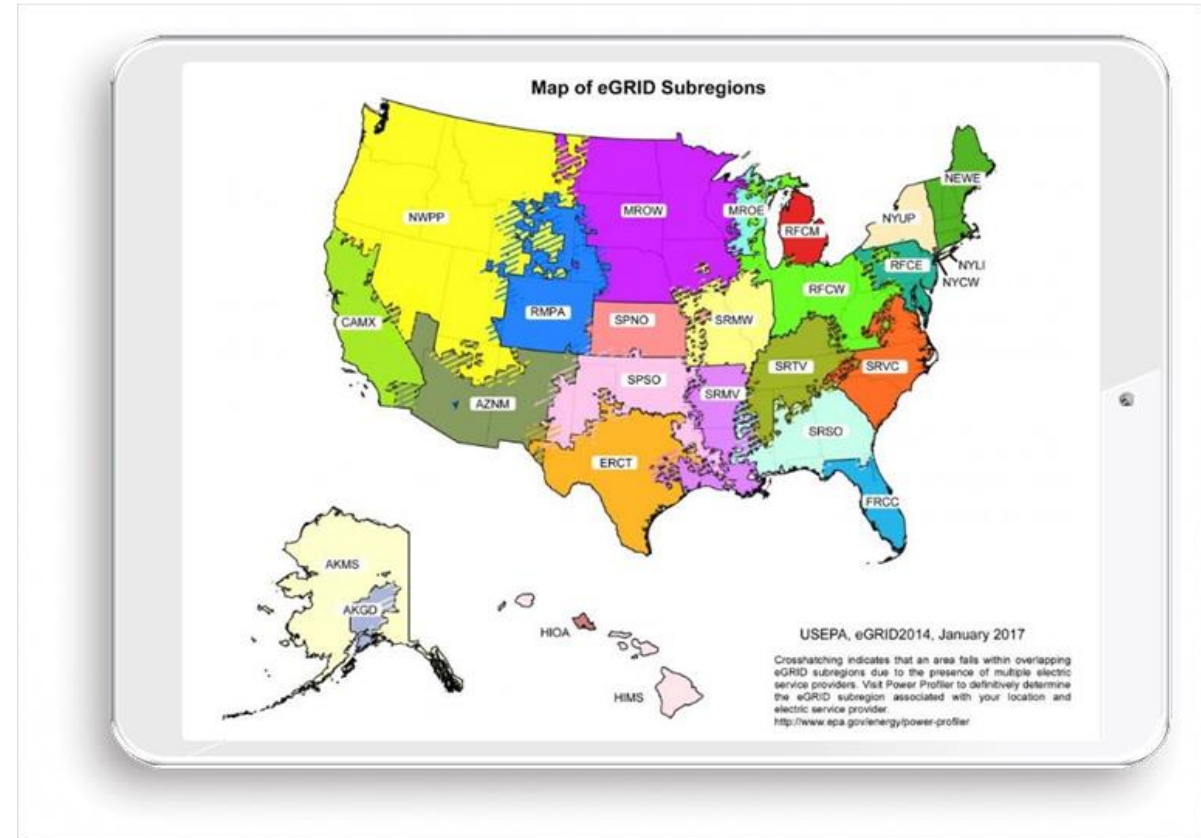 Map of eGRID Subregions
NEWE
NWPP
MROW
MROE
NYUP
RFCM
RFCE
NYLI
NYCW
RFCW
RMPA
SPNO
SRMW
CAMX
SRTV
SRVC
SPSO
SRMV
AZNM
SRSO
ERCT
FRCC
AKMS
AKGD
HIOA
HIMS
USEPA, eGRID2014, January 2017
Crosshatching indicates that an area falls within overlapping
eGRID subregions due to the presence of multiple electric
service providers. Visit Power Profiler to definitively determine
the eGRID subregion associated with your location and
electric service provider.
http://www.epa.gov/energy/power-profiler